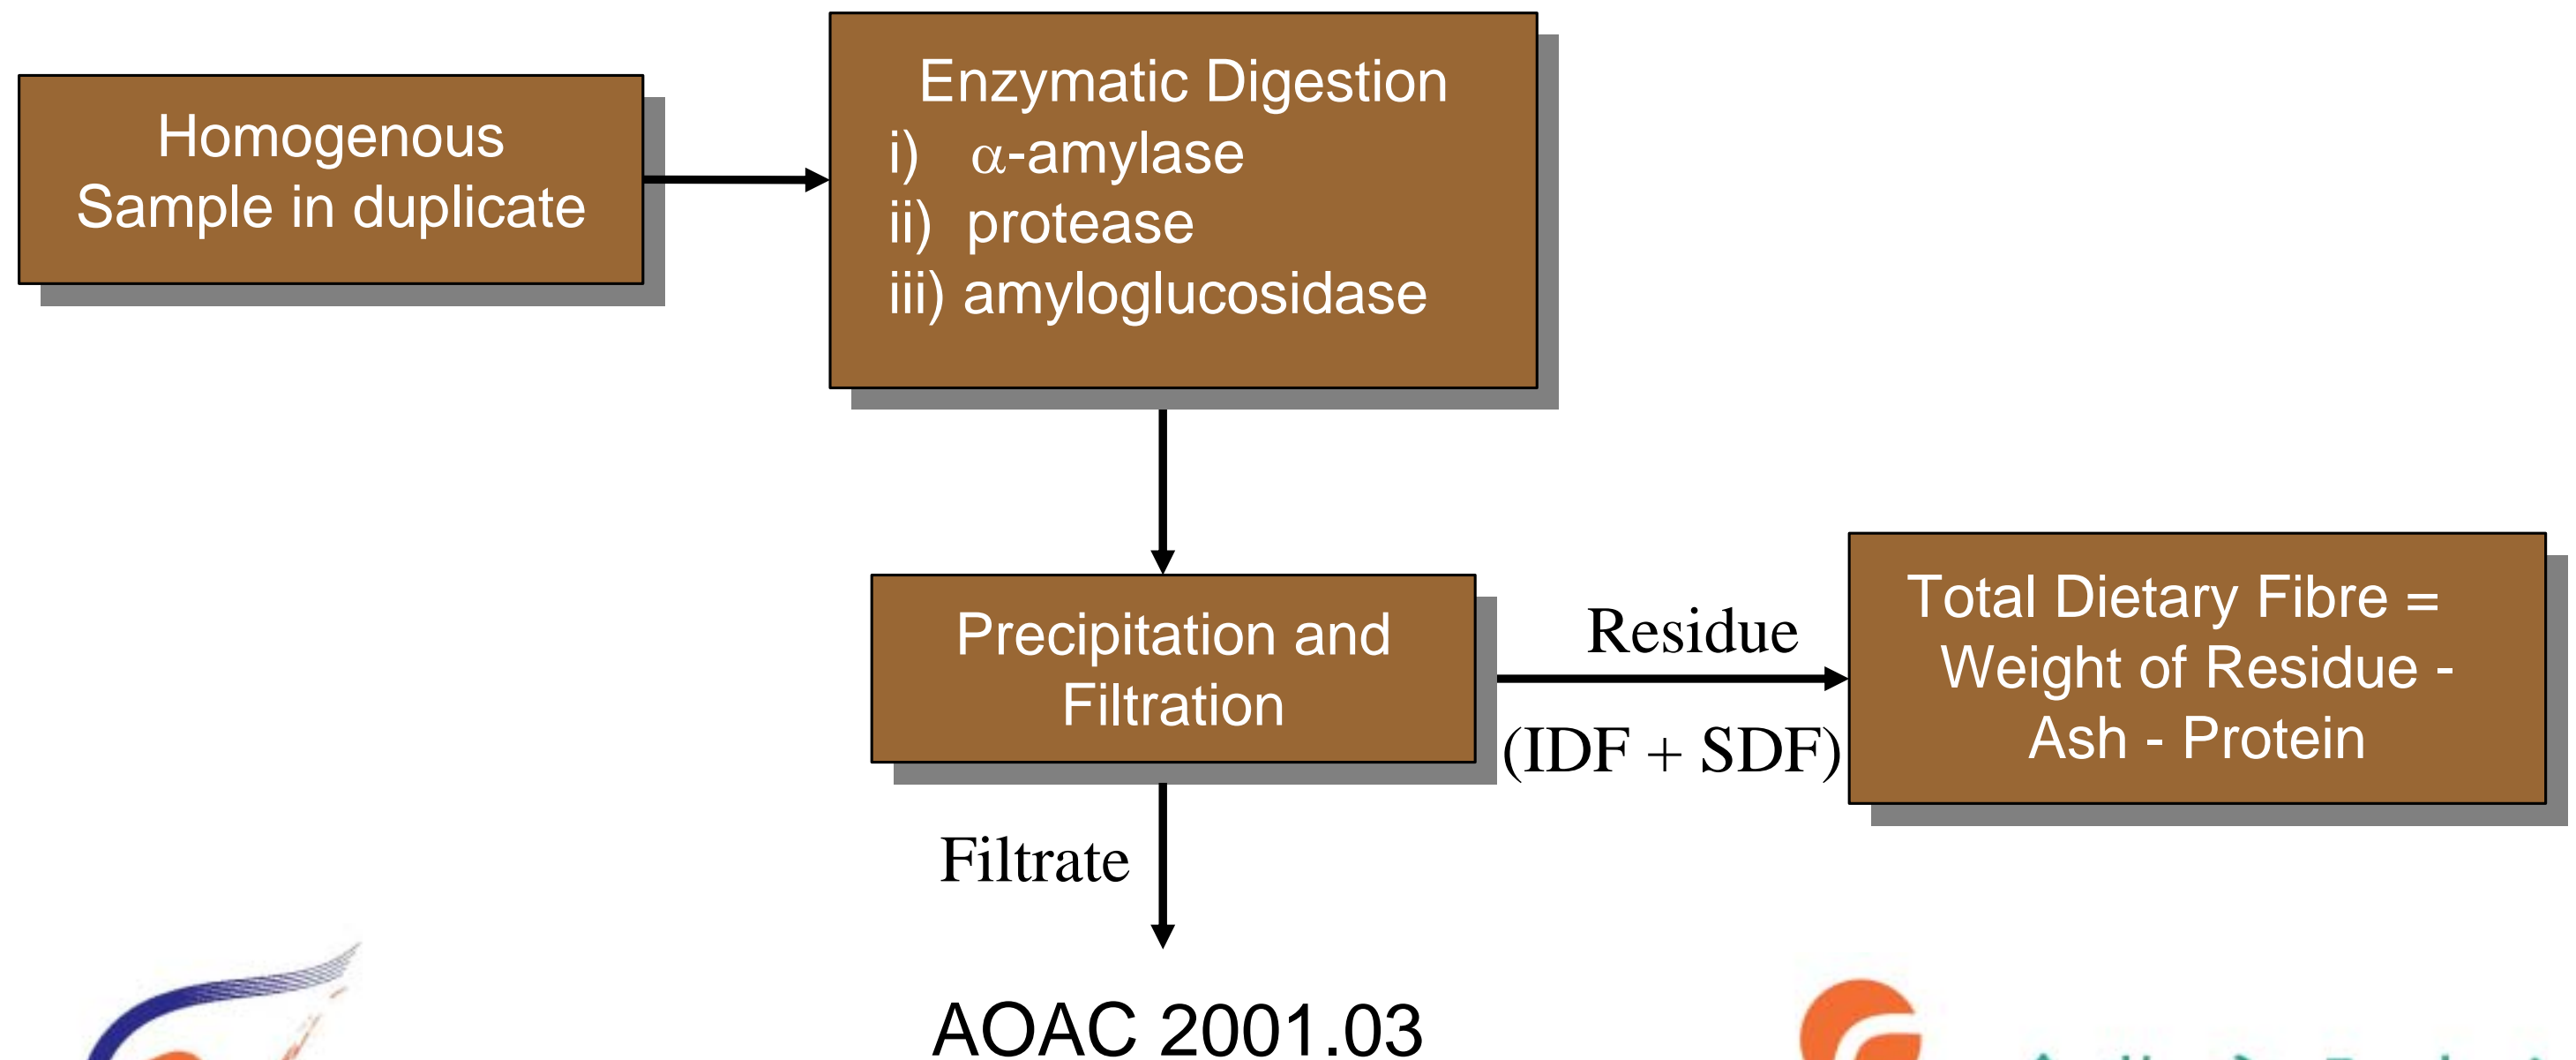 Homogenous
Sample in duplicate
Enzymatic Digestion
i) α-amylase
ii) protease
iii) amyloglucosidase
Precipitation and
Filtration
Residue
(IDF + SDF)
Total Dietary Fibre =
Weight of Residue -
Ash - Protein
Filtrate
AOAC 2001.03